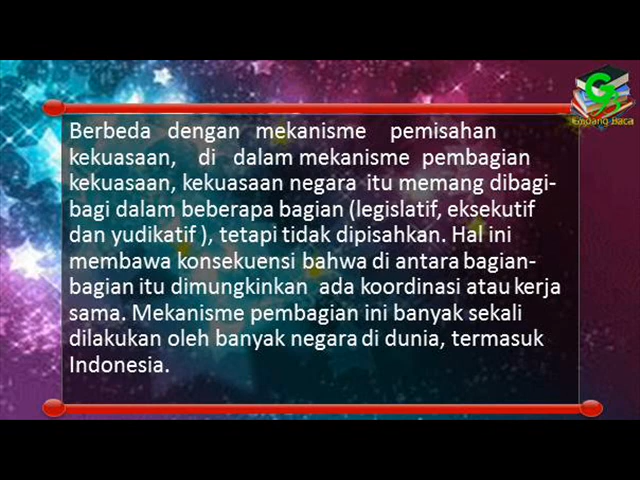 Gudang Baca
Berbeda dengan mekanisme pemisahan
kekuasaan, di dalam mekanisme pembagian
kekuasaan, kekuasaan negara itu memang dibagi-
bagi dalam beberapa bagian (legislatif, eksekutif
dan yudikatif ), tetapi tidak dipisahkan. Hal ini
membawa konsekuensi bahwa di antara bagian-
bagian itu dimungkinkan ada koordinasi atau kerja
sama. Mekanisme pembagian ini banyak sekali
dilakukan oleh banyak negara di dunia, termasuk
Indonesia.